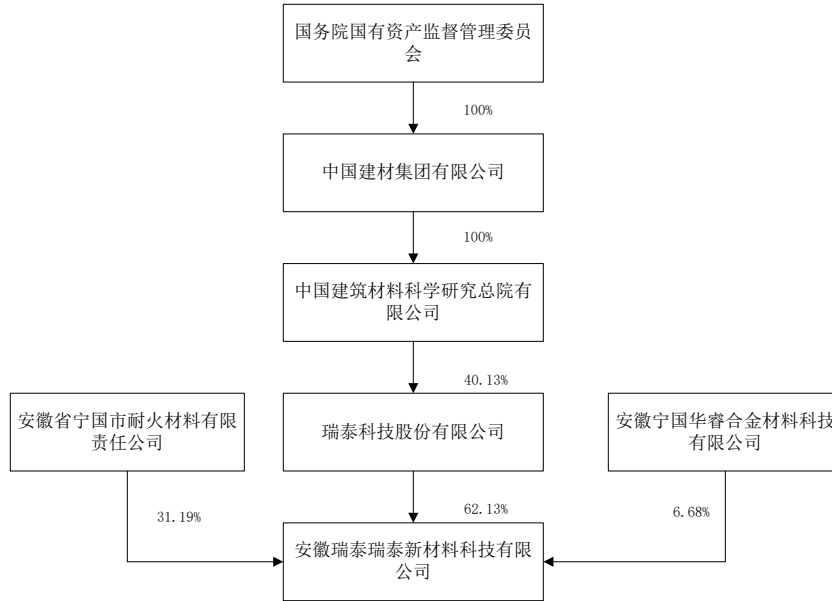 国务院国有资产监督管理委员
会
100%
中国建材集团有限公司
100%
中国建筑材料科学研究总院有
限公司
40.13%
安徽省宁国市耐火材料有限
责任公司
瑞泰科技股份有限公司
安徽宁国华睿合金材料科技
有限公司
31.19%
62.13%
6.68%
安徽瑞泰瑞泰新材料科技有限
公司